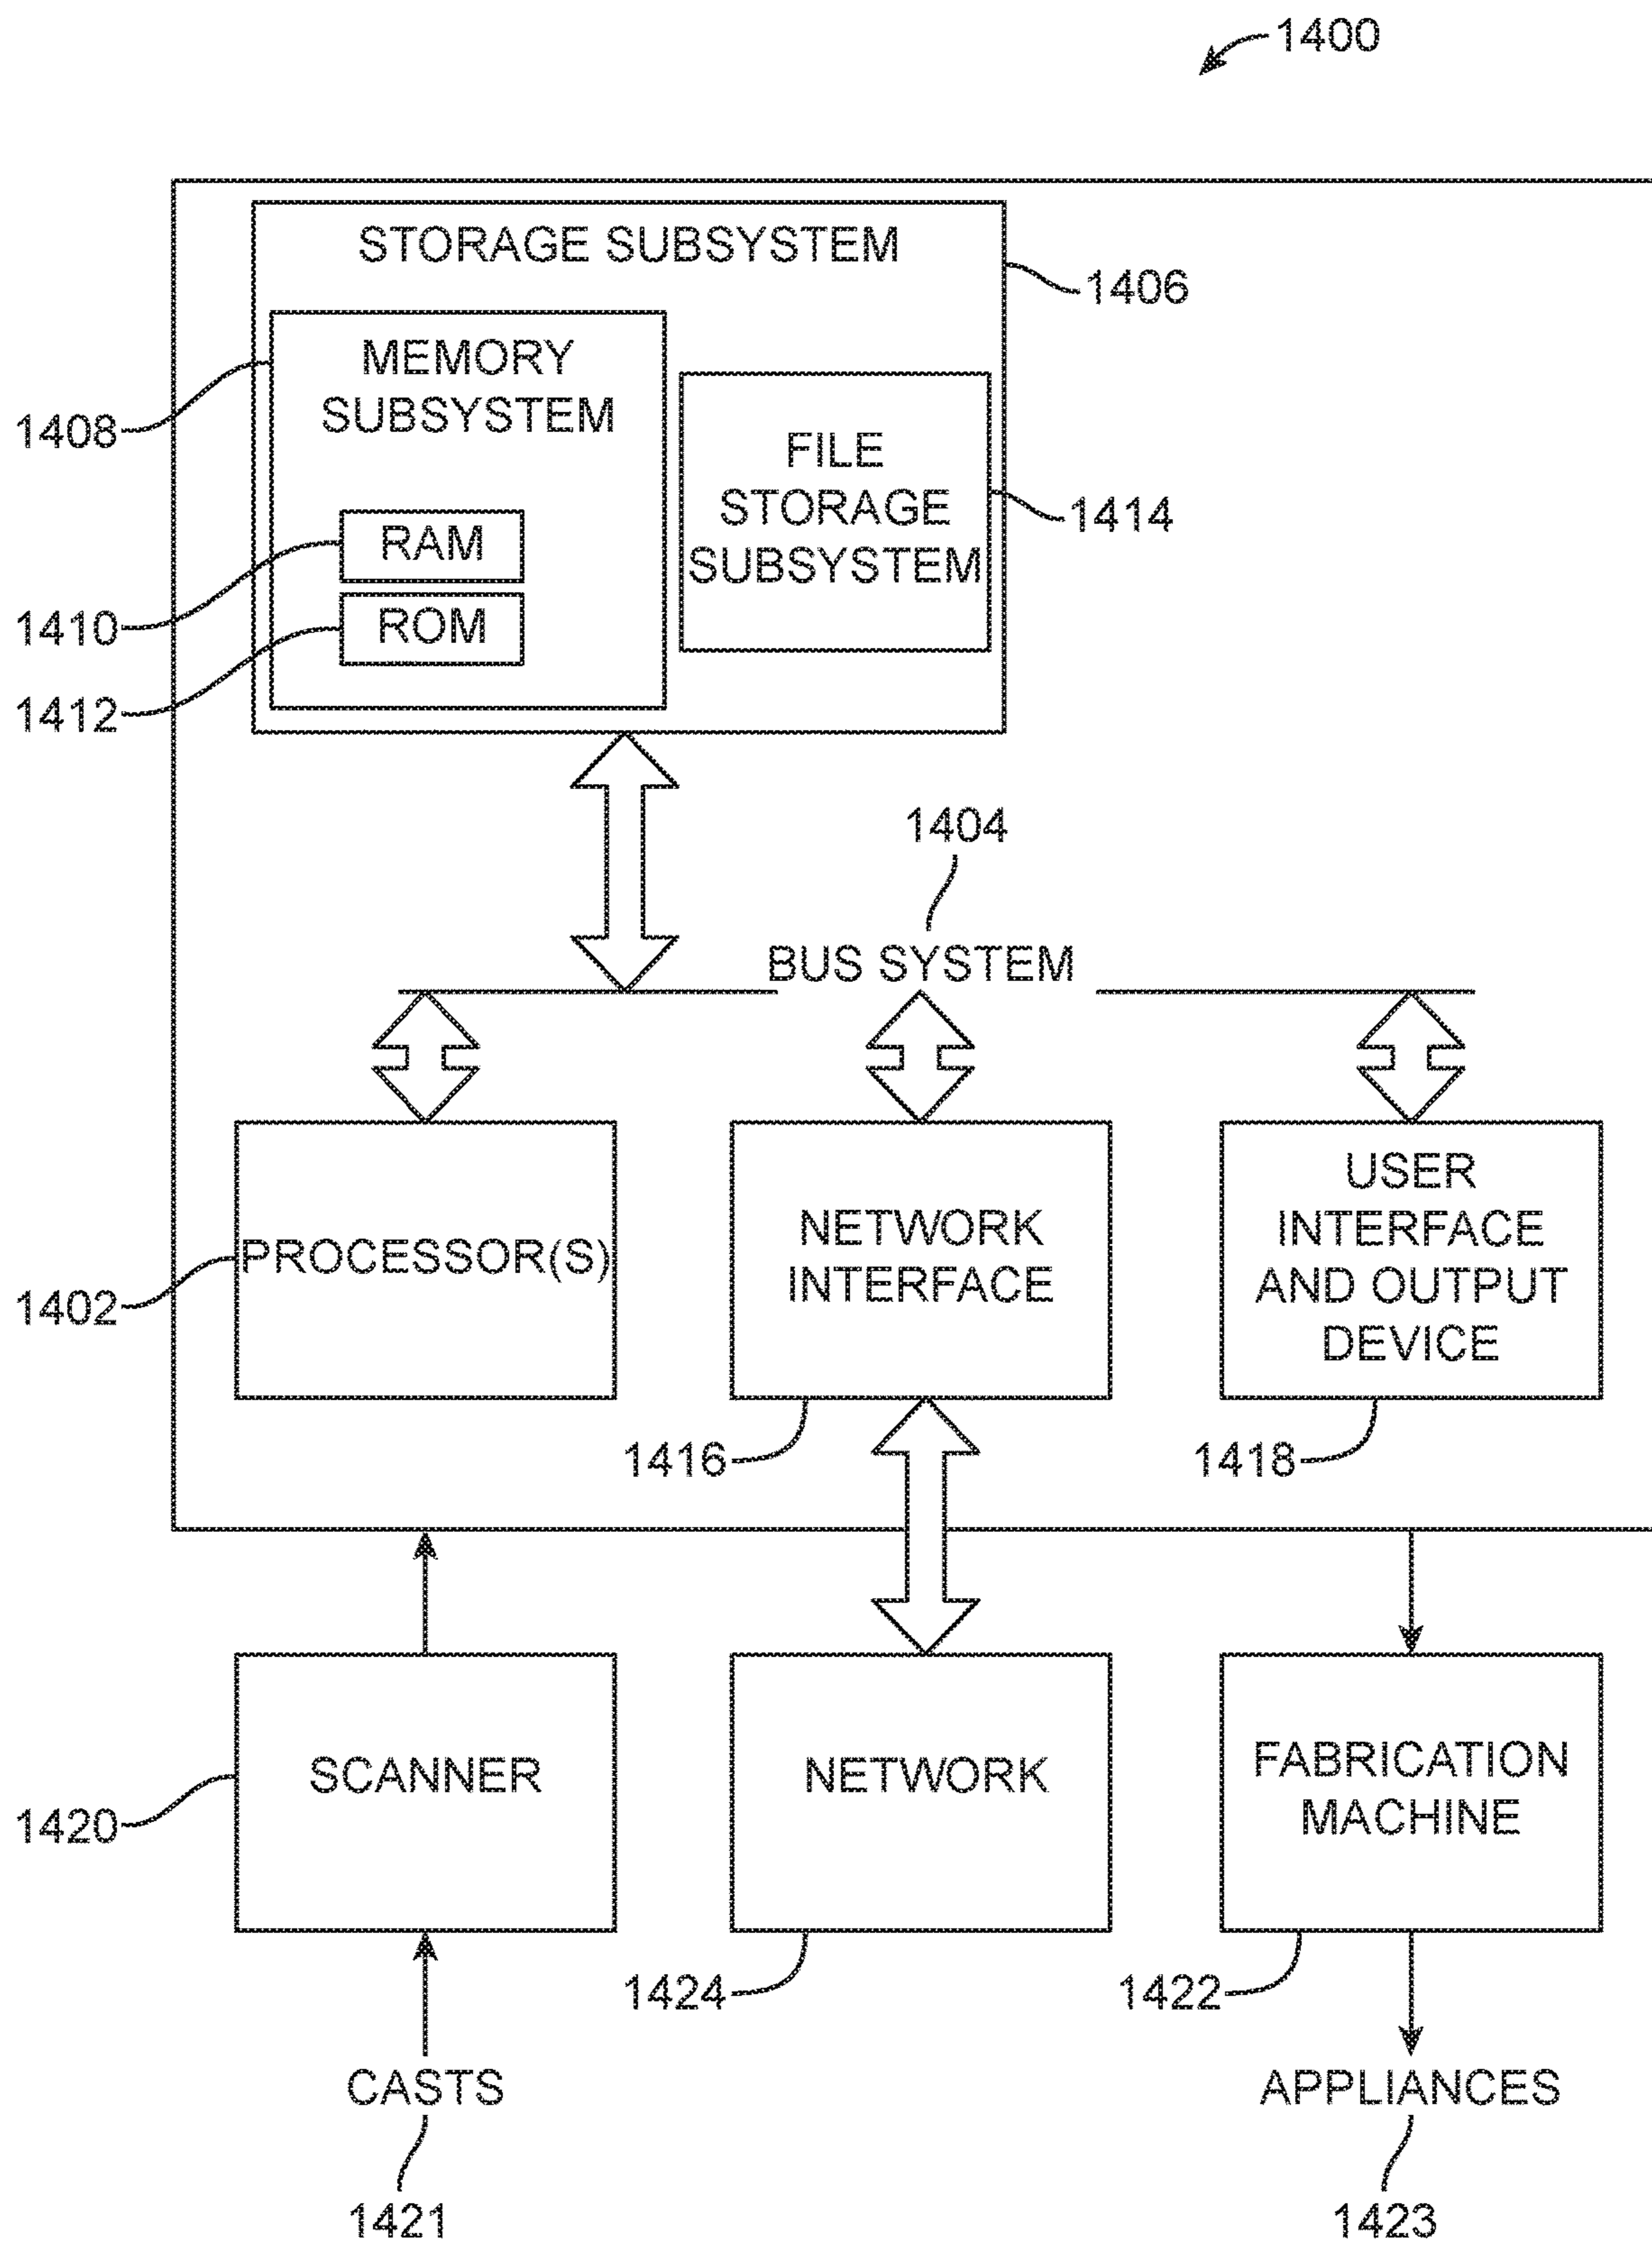 1400
STORAGE SUBSYSTEM
1406
MEMORY
SUBSYSTEM
1408
FILE
STORAGE
SUBSYSTEM
1414
RAM
1410
ROM
1412
1404
BUS SYSTEM
PROCESSOR(S)
1402
NETWORK
INTERFACE
1416
USER
INTERFACE
AND OUTPUT
DEVICE
1418
SCANNER
1420
NETWORK
1424
FABRICATION
MACHINE
1422
CASTS
1421
APPLIANCES
1423